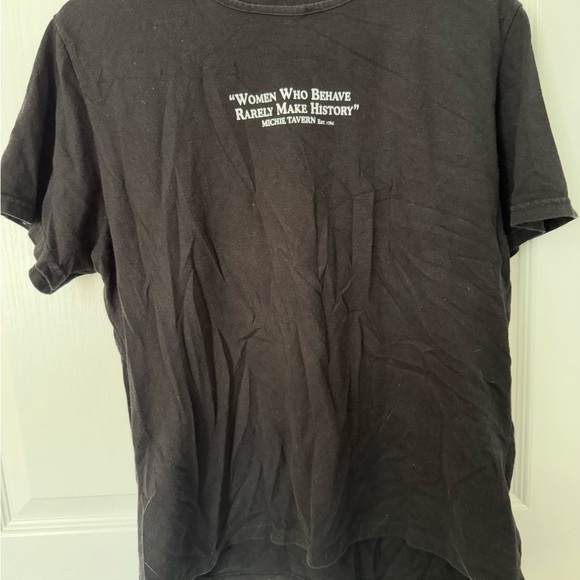 “Women Who Behave
Rarely Make History”
MICHIE TAVERN Est. 1784